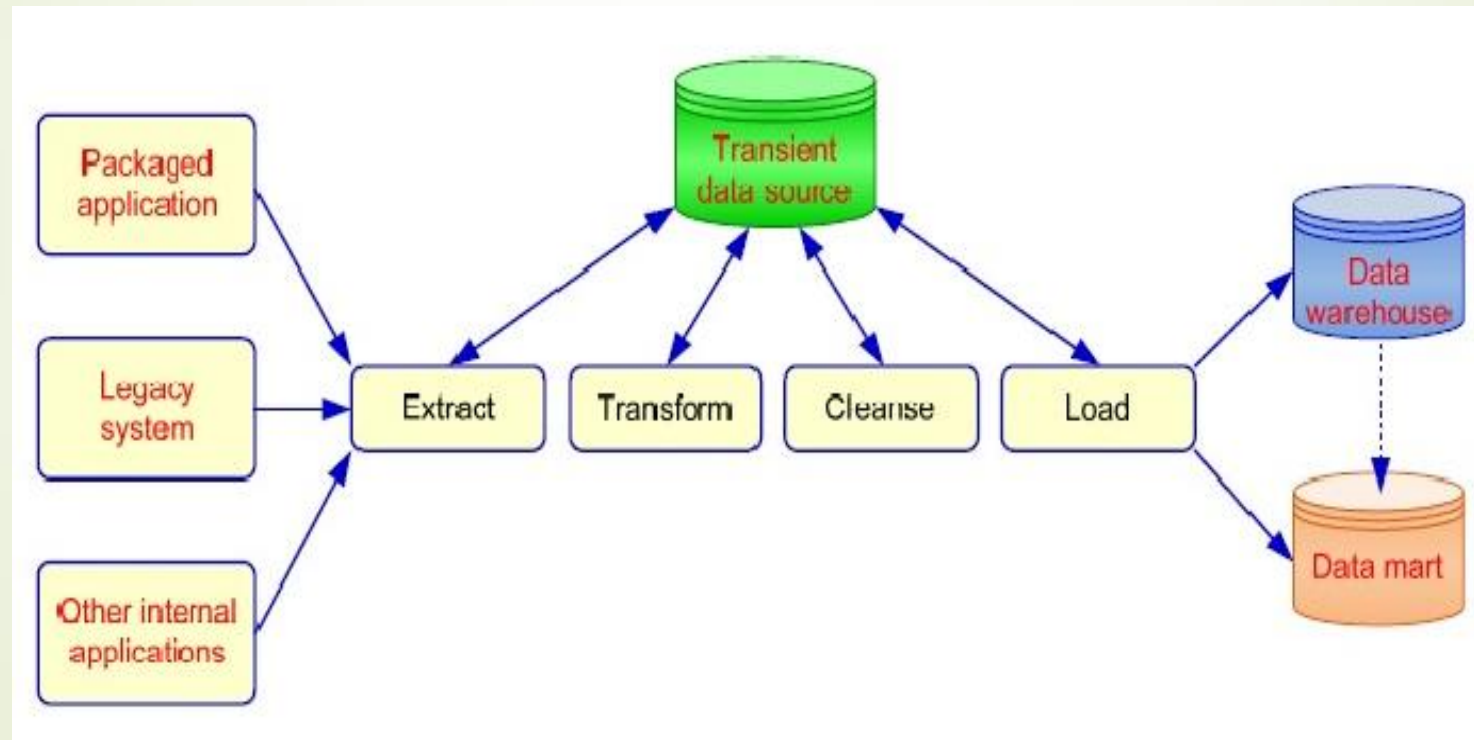 Packaged
application
Legacy
system
Other internal
applications
Transient
data source
Extract
Transform
Cleanse
Load
Data
warehouse
Data mart